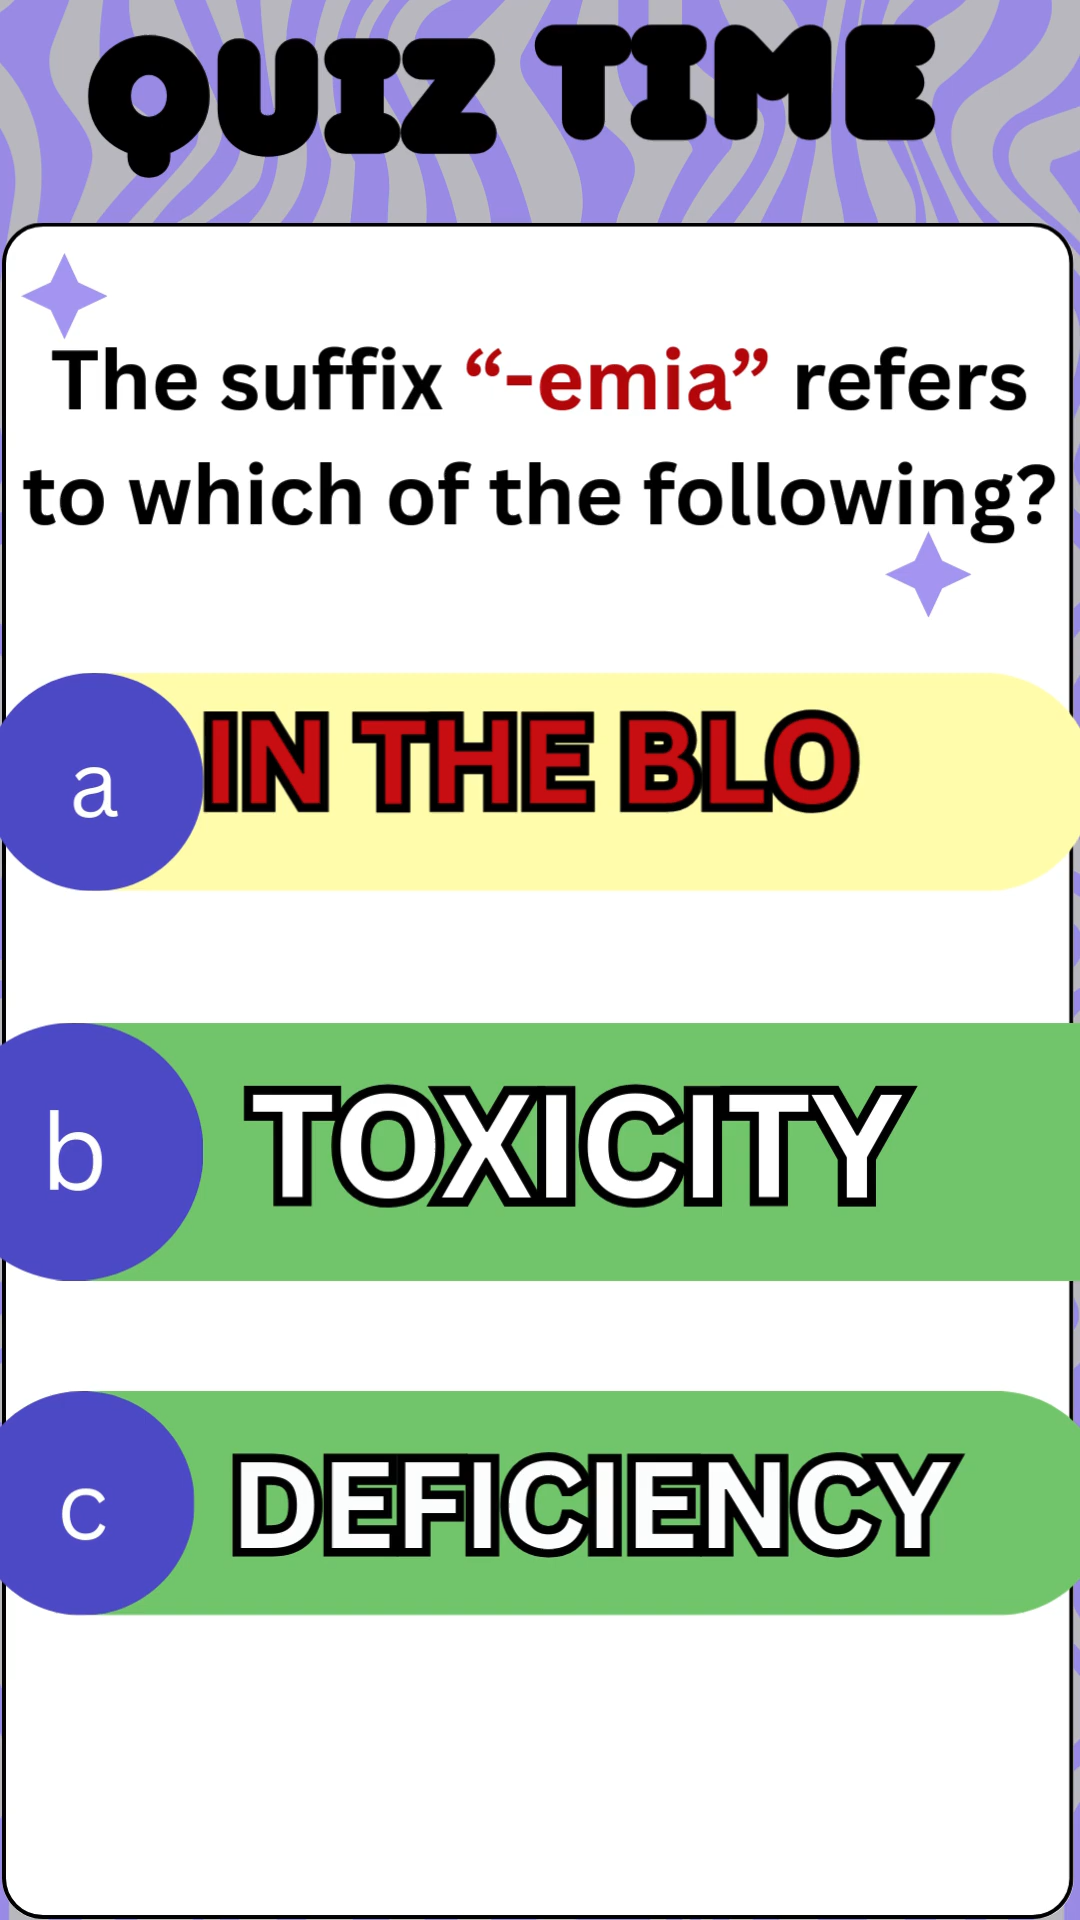 QUIZ TIME
The suffix “-emia” refers
to which of the following?
a
IN THE BLO
b
TOXICITY
c
DEFICIENCY